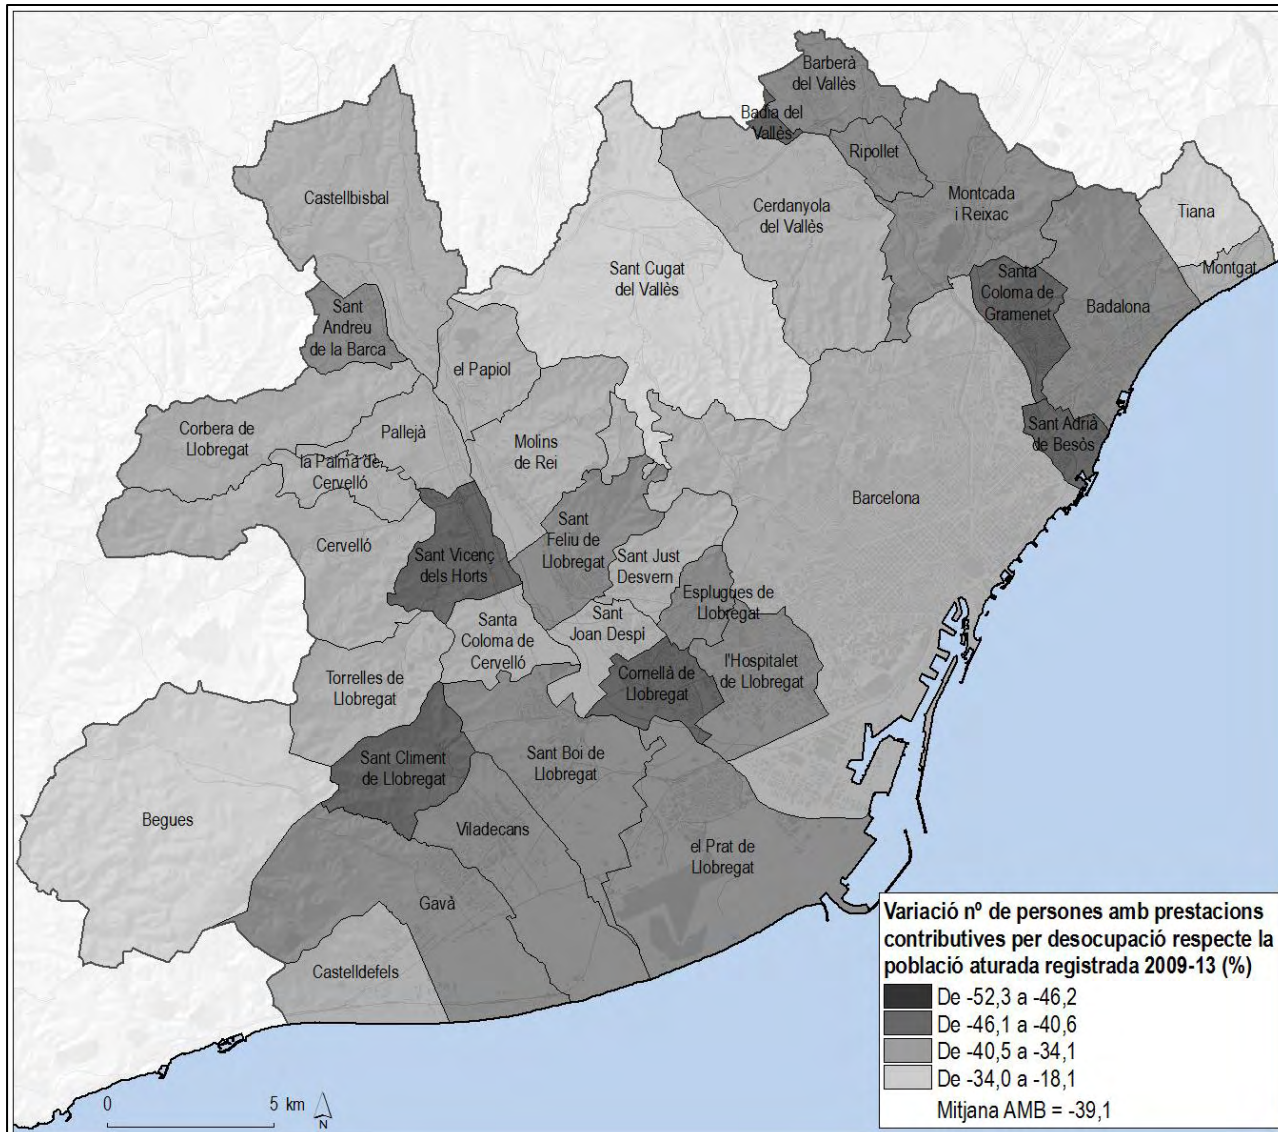 Barberà
del Vallès
Badia del
Vallès
Ripollet
Castellbisbal
Montcada
i Reixac
Cerdanyola
del Vallès
Tiana
Montgat
Sant Cugat
del Vallès
Santa
Coloma de
Gramenet
Badalona
Sant
Andreu
de la Barca
el Papiol
Corbera de
Llobregat
Pallejà
Molins
de Rei
Sant Adrià
de Besòs
la Palma de
Cervelló
Barcelona
Cervelló
Sant
Feliu de
Llobregat
Sant Vicenç
dels Horts
Sant Just
Desvern
Esplugues de
Llobregat
Sant
Joan Despí
Santa
Coloma de
Cervelló
Torrelles de
Llobregat
Cornellà de
Llobregat
l'Hospitalet
de Llobregat
Sant Climent
de Llobregat
Sant Boi de
Llobregat
Begues
Viladecans
el Prat de
Llobregat
Gavà
Castelldefels
Variació nº de persones amb prestacions
contributives per desocupació respecte la
població aturada registrada 2009-13 (%)
De -52,3 a -46,2
De -46,1 a -40,6
De -40,5 a -34,1
De -34,0 a -18,1
Mitjana AMB = -39,1
0 5 km
N